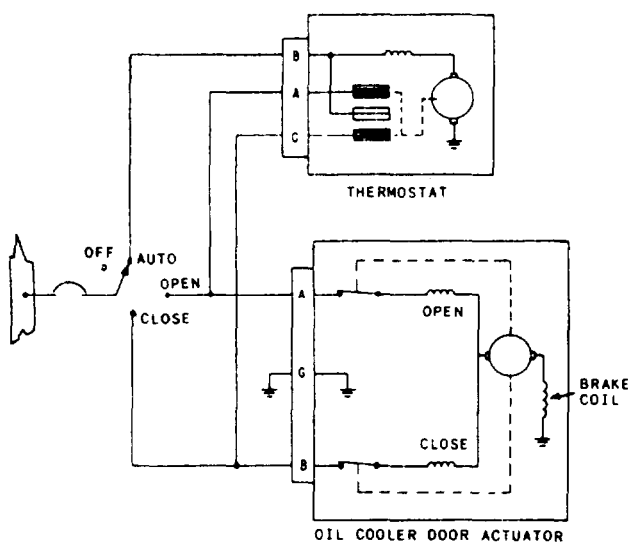 B
A
C
THERMOSTAT
OFF
AUTO
OPEN
CLOSE
A
OPEN
G
BRAKE
COIL
CLOSE
B
OIL COOLER DOOR ACTUATOR